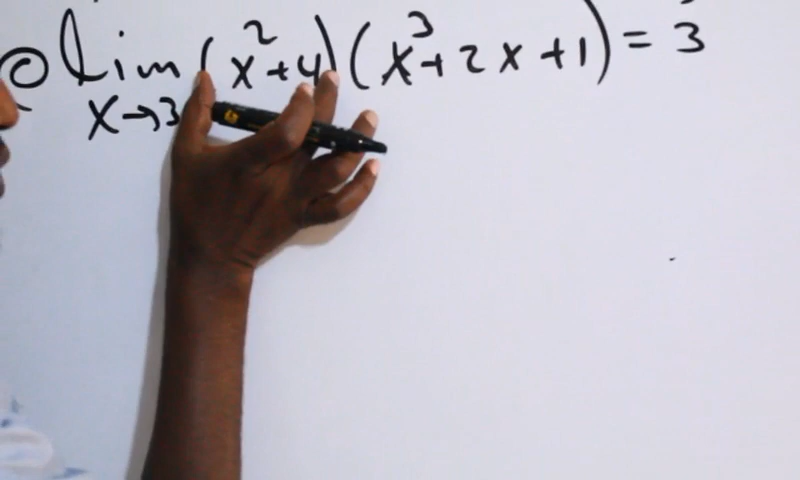 © lim (x²+4)(x³+2x+1) = 3
x→3